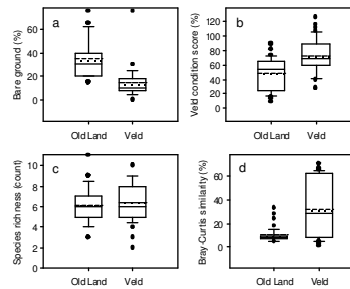 a
Bare ground (%)
80
60
40
20
0
Old Land Veld
b
Veld condition score (%)
140
120
100
80
60
40
20
0
Old Land Veld
c
Species richness (count)
10
8
6
4
2
0
Old Land Veld
d
Bray-Curtis similarity (%)
80
60
40
20
0
Old Land Veld